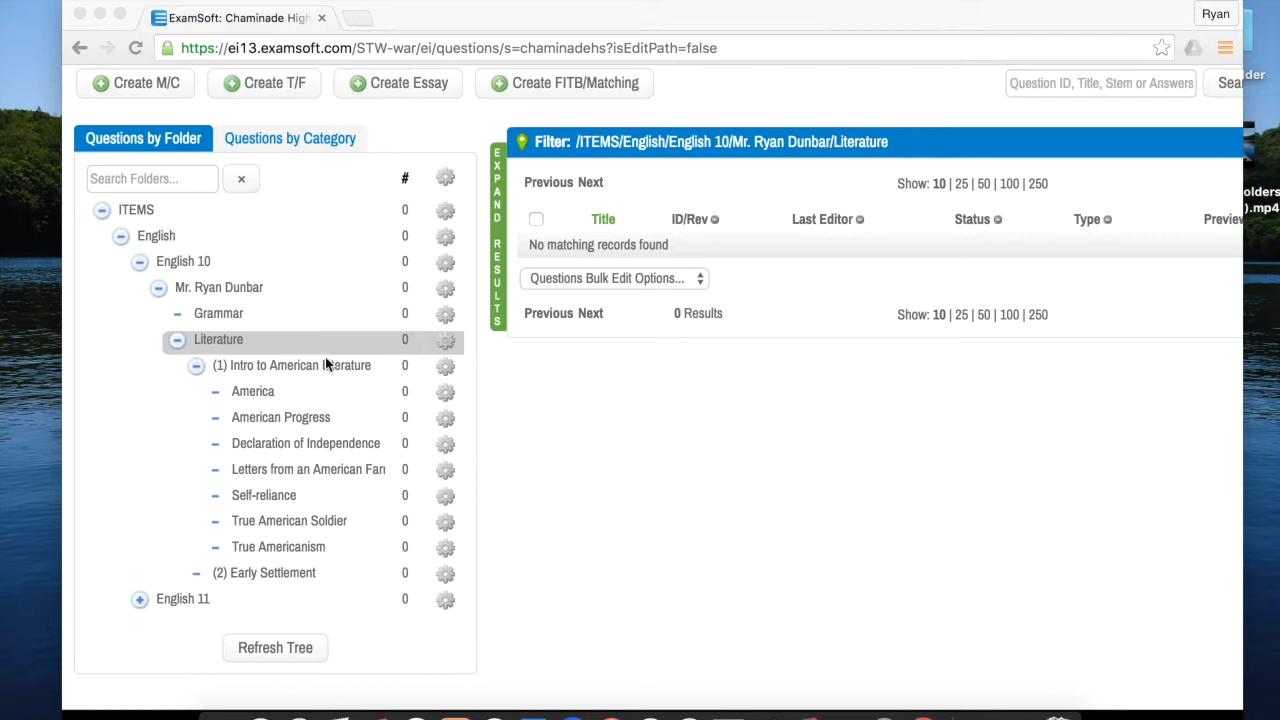 ExamSoft: Chaminade High ×
Ryan
https://ei13.examsoft.com/STW-war/ei/questions/s=chaminadehs?isEditPath=false
Create M/C Create T/F Create Essay Create FITB/Matching Question ID, Title, Stem or Answers
Questions by Folder Questions by Category
Search Folders... × #
ITEMS 0
English 0
English 10 0
Mr. Ryan Dunbar 0
Grammar 0
Literature 0
(1) Intro to American Literature 0
America 0
American Progress 0
Declaration of Independence 0
Letters from an American Farr 0
Self-reliance 0
True American Soldier 0
True Americanism 0
(2) Early Settlement 0
English 11 0
Refresh Tree
EXPAND RESULTS
Filter: /ITEMS/English/English 10/Mr. Ryan Dunbar/Literature
Previous Next Show: 10 | 25 | 50 | 100 | 250
Title ID/Rev Last Editor Status Type Preview
No matching records found
Questions Bulk Edit Options...
Previous Next 0 Results Show: 10 | 25 | 50 | 100 | 250
der
olders
).mp4